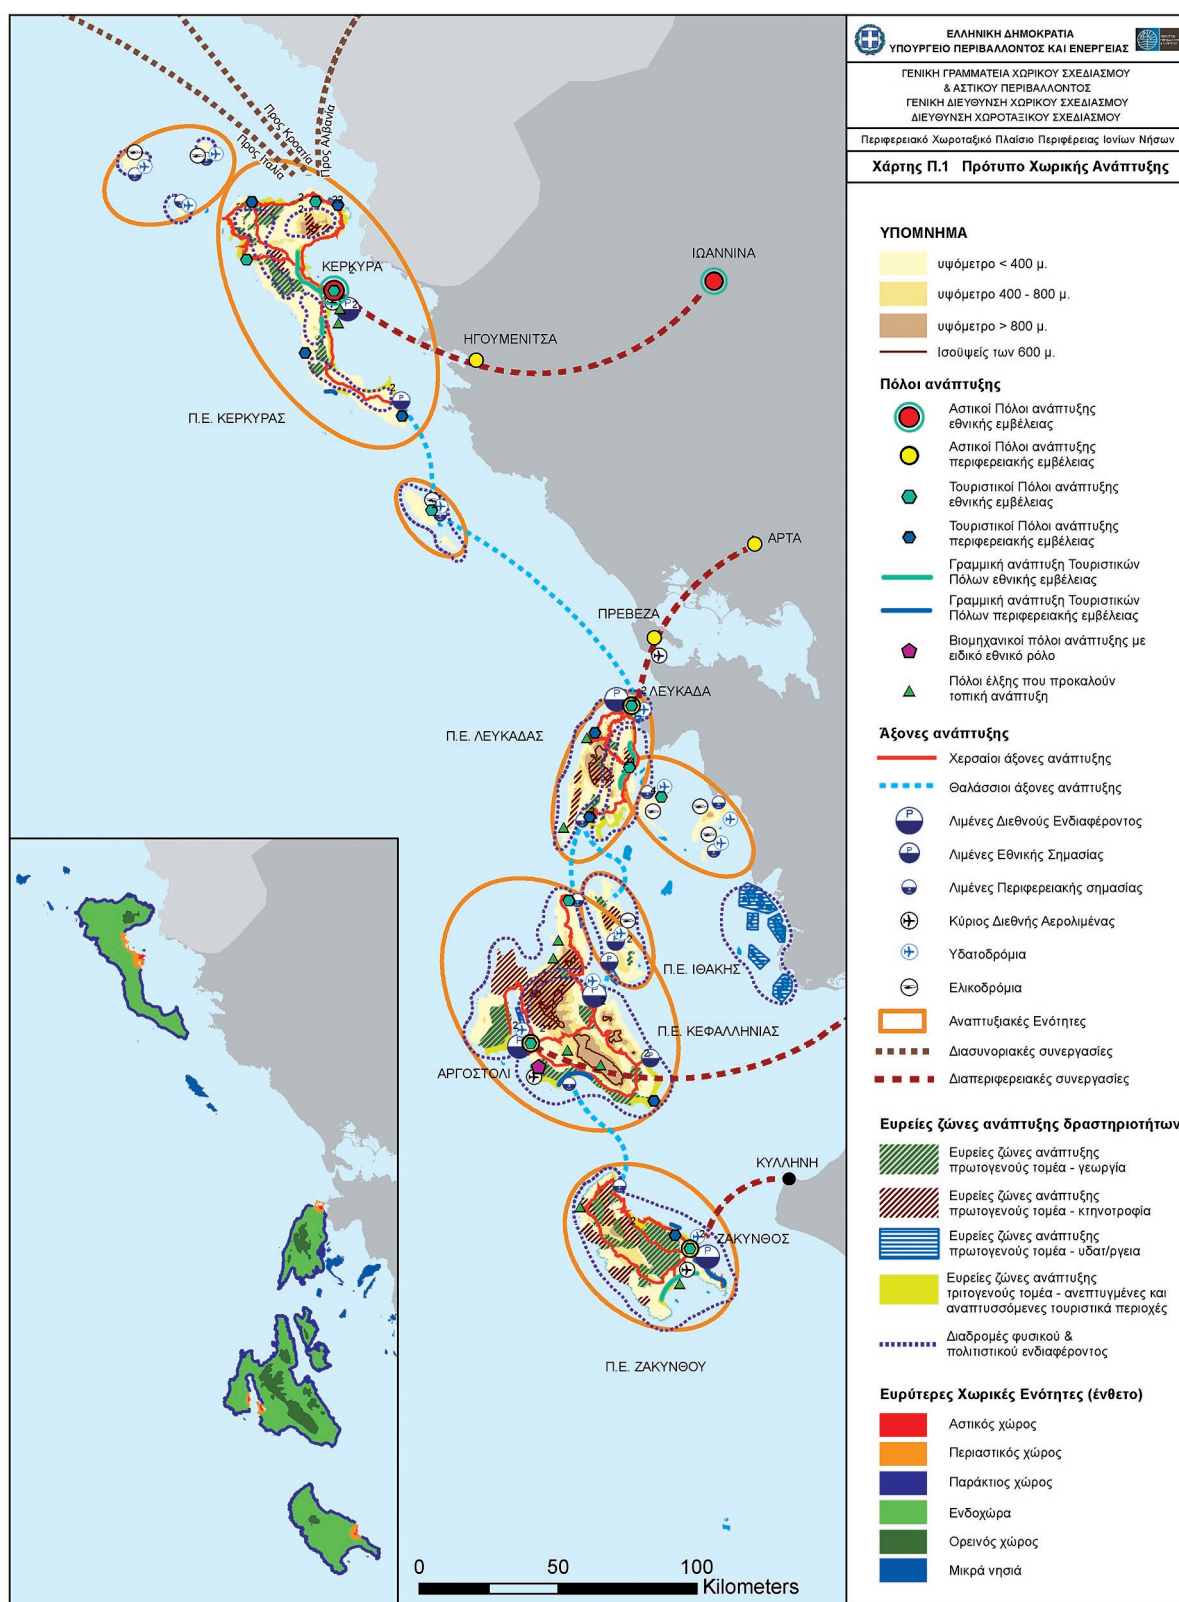 ΕΛΛΗΝΙΚΗ ΔΗΜΟΚΡΑΤΙΑ
ΥΠΟΥΡΓΕΙΟ ΠΕΡΙΒΑΛΛΟΝΤΟΣ ΚΑΙ ΕΝΕΡΓΕΙΑΣ
ΓΕΝΙΚΗ ΓΡΑΜΜΑΤΕΙΑ ΧΩΡΙΚΟΥ ΣΧΕΔΙΑΣΜΟΥ
& ΑΣΤΙΚΟΥ ΠΕΡΙΒΑΛΛΟΝΤΟΣ
ΓΕΝΙΚΗ ΔΙΕΥΘΥΝΣΗ ΧΩΡΙΚΟΥ ΣΧΕΔΙΑΣΜΟΥ
ΔΙΕΥΘΥΝΣΗ ΧΩΡΟΤΑΞΙΚΟΥ ΣΧΕΔΙΑΣΜΟΥ
Περιφερειακό Χωροταξικό Πλαίσιο Περιφέρειας Ιονίων Νήσων
Χάρτης Π.1 Πρότυπο Χωρικής Ανάπτυξης
ΥΠΟΜΝΗΜΑ
υψόμετρο < 400 μ.
υψόμετρο 400 - 800 μ.
υψόμετρο > 800 μ.
Ισοϋψείς των 600 μ.
Πόλοι ανάπτυξης
Αστικοί Πόλοι ανάπτυξης
εθνικής εμβέλειας
Αστικοί Πόλοι ανάπτυξης
περιφερειακής εμβέλειας
Τουριστικοί Πόλοι ανάπτυξης
εθνικής εμβέλειας
Τουριστικοί Πόλοι ανάπτυξης
περιφερειακής εμβέλειας
Γραμμική ανάπτυξη Τουριστικών
Πόλων εθνικής εμβέλειας
Γραμμική ανάπτυξη Τουριστικών
Πόλων περιφερειακής εμβέλειας
Βιομηχανικοί πόλοι ανάπτυξης με
ειδικό εθνικό ρόλο
Πόλοι έλξης που προκαλούν
τοπική ανάπτυξη
Άξονες ανάπτυξης
Χερσαίοι άξονες ανάπτυξης
Θαλάσσιοι άξονες ανάπτυξης
Λιμένες Διεθνούς Ενδιαφέροντος
Λιμένες Εθνικής Σημασίας
Λιμένες Περιφερειακής σημασίας
Κύριος Διεθνής Αερολιμένας
Υδατοδρόμια
Ελικοδρόμια
Αναπτυξιακές Ενότητες
Διασυνοριακές συνεργασίες
Διαπεριφερειακές συνεργασίες
Ευρείες ζώνες ανάπτυξης δραστηριοτήτων
Ευρείες ζώνες ανάπτυξης
πρωτογενούς τομέα - γεωργία
Ευρείες ζώνες ανάπτυξης
πρωτογενούς τομέα - κτηνοτροφία
Ευρείες ζώνες ανάπτυξης
πρωτογενούς τομέα - υδατ/ργεια
Ευρείες ζώνες ανάπτυξης
τριτογενούς τομέα - ανεπτυγμένες και
αναπτυσσόμενες τουριστικά περιοχές
Διαδρομές φυσικού &
πολιτιστικού ενδιαφέροντος
Ευρύτερες Χωρικές Ενότητες (ένθετο)
Αστικός χώρος
Περιαστικός χώρος
Παράκτιος χώρος
Ενδοχώρα
Ορεινός χώρος
Μικρά νησιά
Προς Ιταλία
Προς Κροατία
Προς Αλβανία
ΚΕΡΚΥΡΑ
ΙΩΑΝΝΙΝΑ
ΗΓΟΥΜΕΝΙΤΣΑ
Π.Ε. ΚΕΡΚΥΡΑΣ
ΑΡΤΑ
ΠΡΕΒΕΖΑ
ΛΕΥΚΑΔΑ
Π.Ε. ΛΕΥΚΑΔΑΣ
Π.Ε. ΙΘΑΚΗΣ
Π.Ε. ΚΕΦΑΛΛΗΝΙΑΣ
ΑΡΓΟΣΤΟΛΙ
ΚΥΛΛΗΝΗ
ΖΑΚΥΝΘΟΣ
Π.Ε. ΖΑΚΥΝΘΟΥ
0 50 100
Kilometers